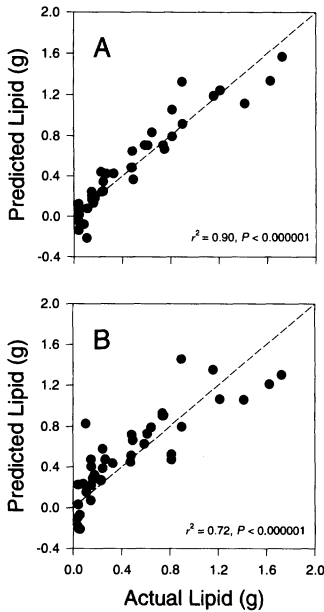 2.0
A
1.6
1.2
0.8
0.4
0.0
-0.4
Predicted Lipid (g)
r² = 0.90, P < 0.000001
2.0
B
1.6
1.2
0.8
0.4
0.0
-0.4
Predicted Lipid (g)
r² = 0.72, P < 0.000001
0.0 0.4 0.8 1.2 1.6 2.0
Actual Lipid (g)